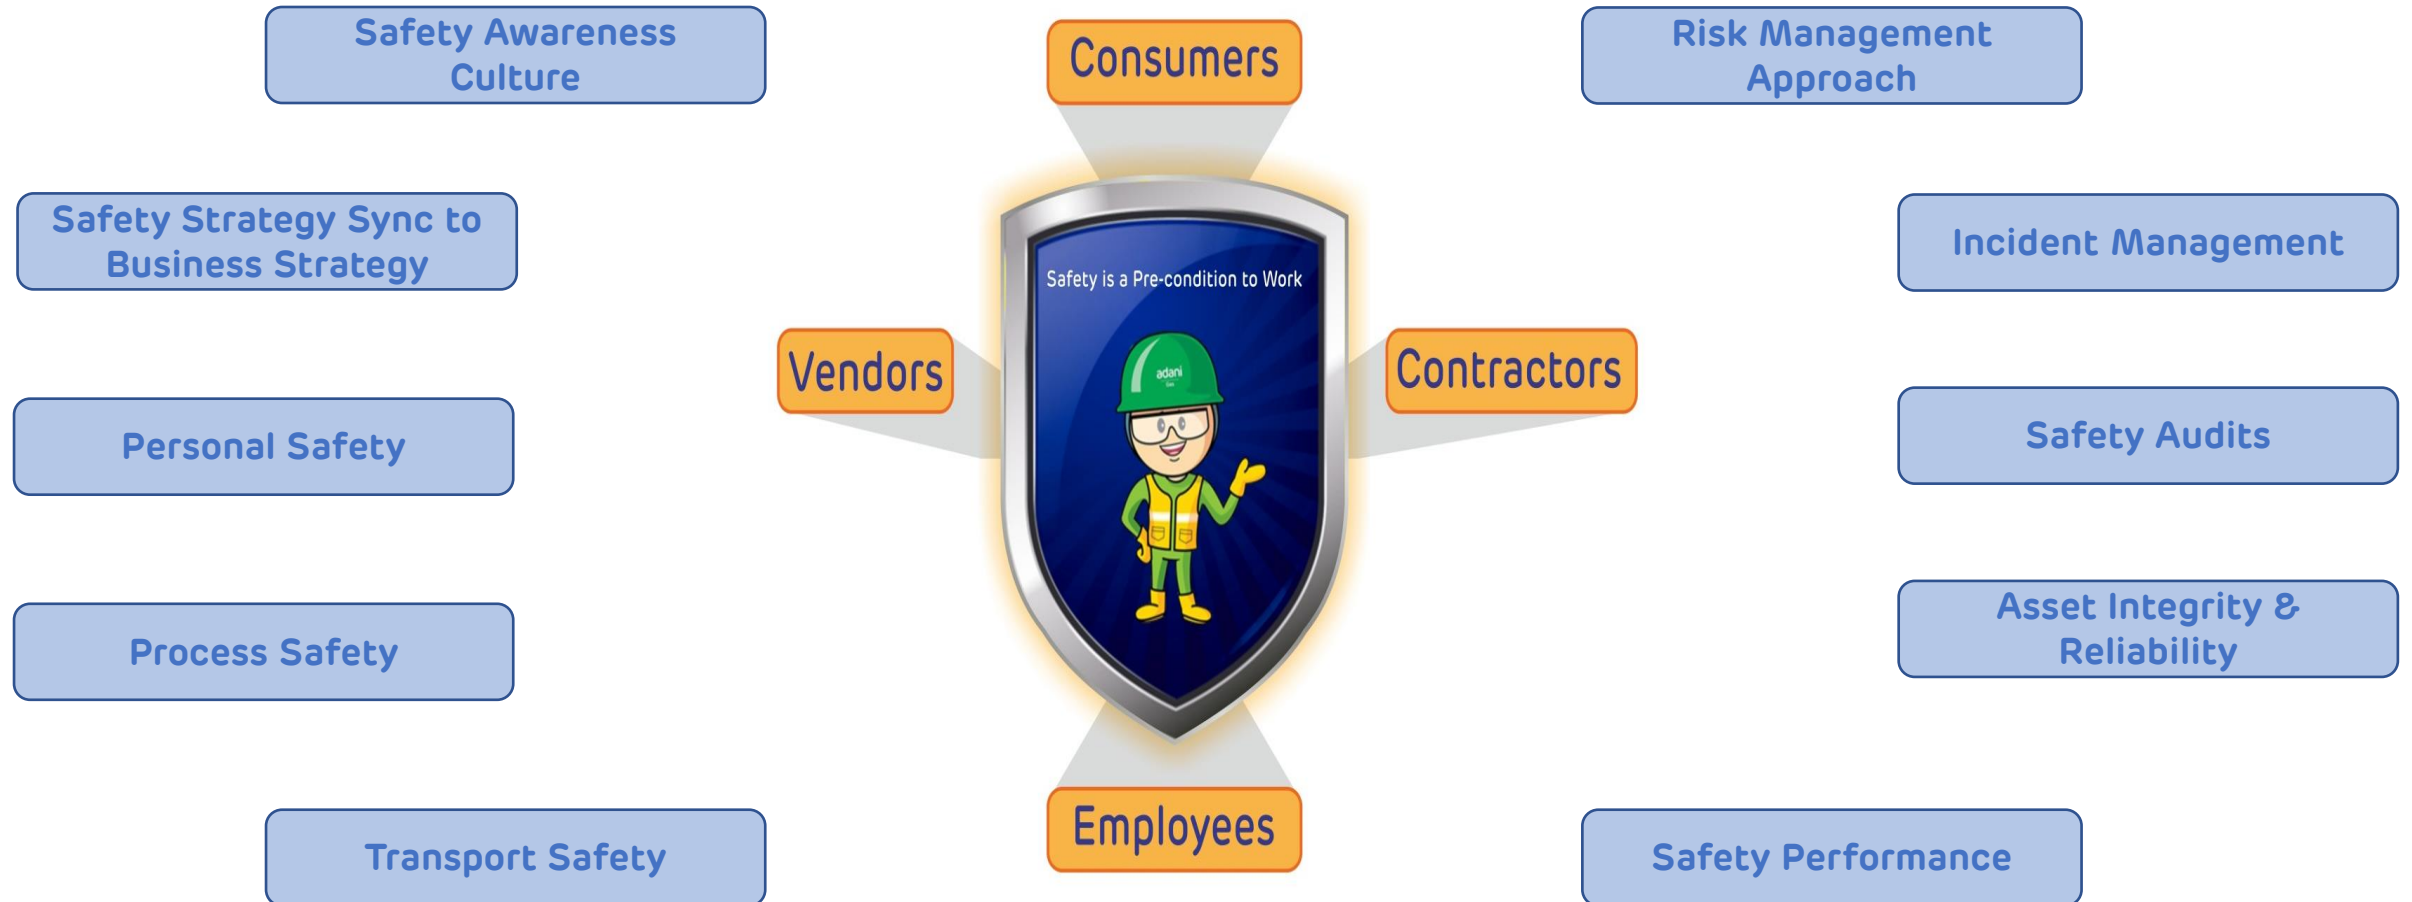 Safety Awareness
Culture
Consumers
Risk Management
Approach
Safety Strategy Sync to
Business Strategy
Incident Management
Safety is a Pre-condition to Work
Vendors
adani
Contractors
Personal Safety
Safety Audits
Process Safety
Asset Integrity &
Reliability
Transport Safety
Employees
Safety Performance